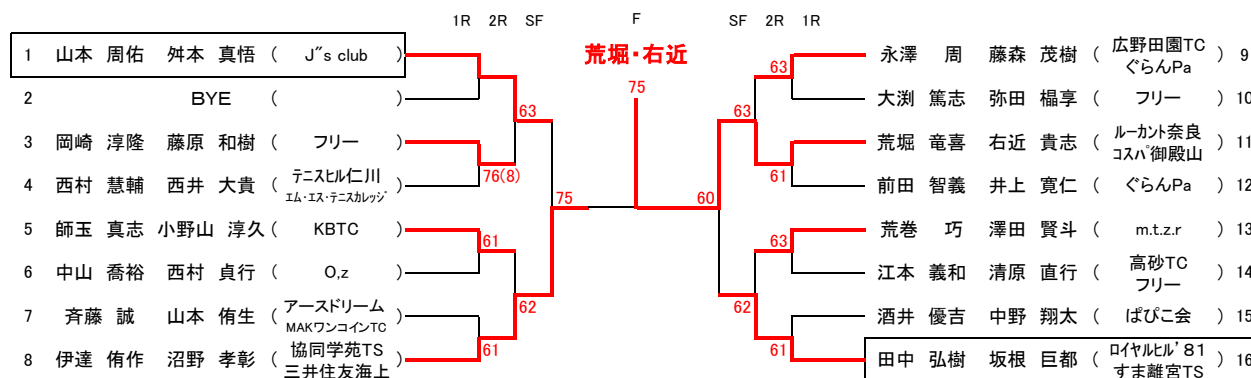 1R 2R SF F SF 2R 1R
荒堀・右近
75
1 山本 周佑 舛本 真悟 ( J"s club )
2 BYE ( )
63
3 岡崎 淳隆 藤原 和樹 ( フリー )
76(8)
4 西村 慧輔 西井 大貴 ( テニスヒル仁川 エム・エス・テニスカレッジ )
75
5 師玉 真志 小野山 淳久 ( KBTC )
61
6 中山 喬裕 西村 貞行 ( O,z )
62
7 斉藤 誠 山本 侑生 ( アースドリーム MAKワンコインTC )
61
8 伊達 侑作 沼野 孝彰 ( 協同学苑TS 三井住友海上 )
永澤 周 藤森 茂樹 ( 広野田園TC ぐらんPa ) 9
63
大渕 篤志 弥田 榀享 ( フリー ) 10
63
荒堀 竜喜 右近 貴志 ( ルーカント奈良 コスパ御殿山 ) 11
61
前田 智義 井上 寛仁 ( ぐらんPa ) 12
60
荒巻 巧 澤田 賢斗 ( m.t.z.r ) 13
63
江本 義和 清原 直行 ( 高砂TC フリー ) 14
62
酒井 優吉 中野 翔太 ( ぱぴこ会 ) 15
61
田中 弘樹 坂根 巨都 ( ロイヤルヒル'81 すま離宮TS ) 16